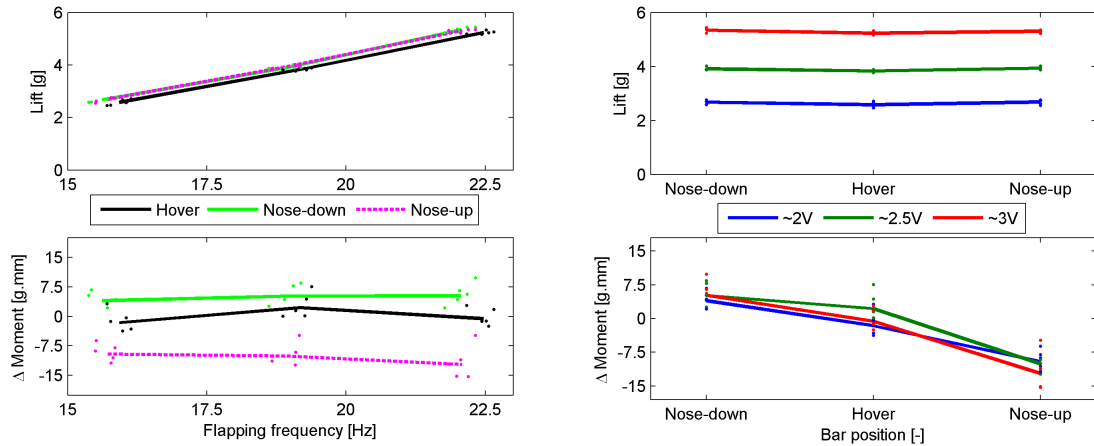 6
4
2
0
Lift [g]
15
17.5
20
22.5
Hover
Nose-down
Nose-up
15
7.5
0
-7.5
-15
Δ Moment [g.mm]
15
17.5
20
22.5
Flapping frequency [Hz]
6
4
2
0
Lift [g]
Nose-down
Hover
Nose-up
~2V
~2.5V
~3V
15
7.5
0
-7.5
-15
Δ Moment [g.mm]
Nose-down
Hover
Nose-up
Bar position [-]